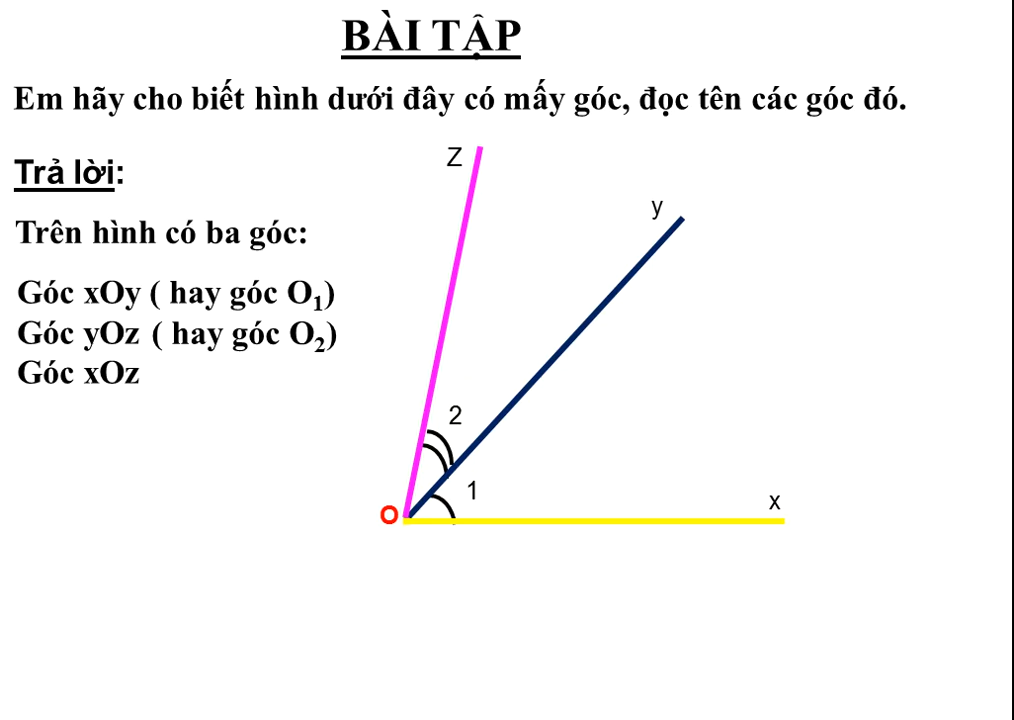 BÀI TẬP
Em hãy cho biết hình dưới đây có mấy góc, đọc tên các góc đó.
Trả lời:
Trên hình có ba góc:
Góc xOy ( hay góc O₁)
Góc yOz ( hay góc O₂)
Góc xOz
z
y
2
1
x
O